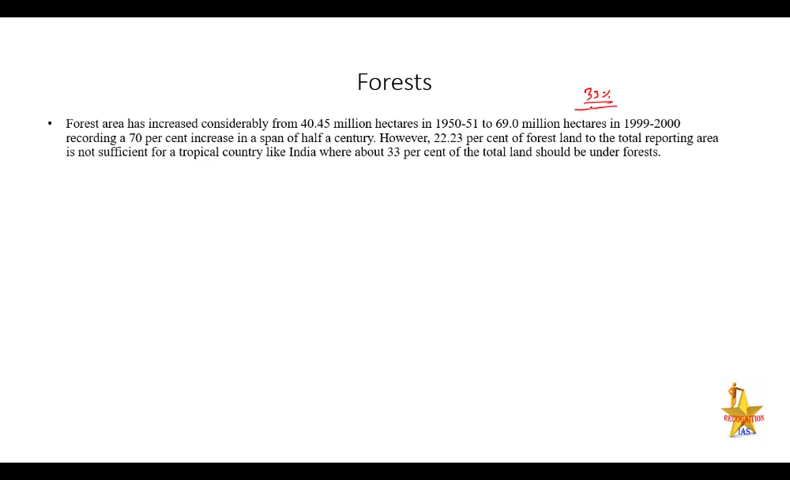 Forests
33%
• Forest area has increased considerably from 40.45 million hectares in 1950-51 to 69.0 million hectares in 1999-2000
recording a 70 per cent increase in a span of half a century. However, 22.23 per cent of forest land to the total reporting area
is not sufficient for a tropical country like India where about 33 per cent of the total land should be under forests.
RECOGNITION
IAS